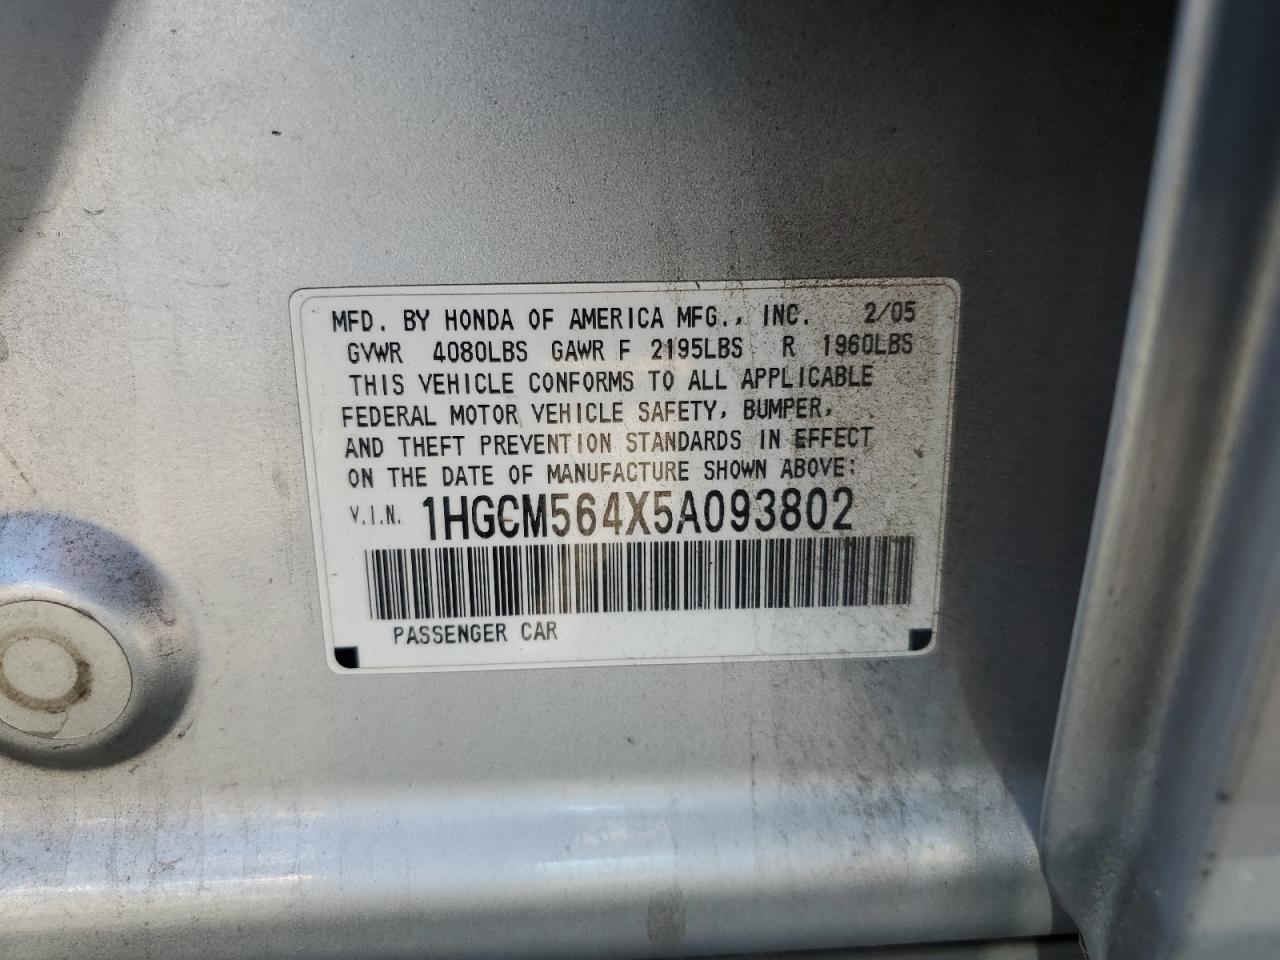 MFD. BY HONDA OF AMERICA MFG., INC. 2/05
GVWR 4080LBS GAWR F 2195LBS R 1960LBS
THIS VEHICLE CONFORMS TO ALL APPLICABLE
FEDERAL MOTOR VEHICLE SAFETY, BUMPER,
AND THEFT PREVENTION STANDARDS IN EFFECT
ON THE DATE OF MANUFACTURE SHOWN ABOVE:
V.I.N. 1HGCM564X5A093802
PASSENGER CAR